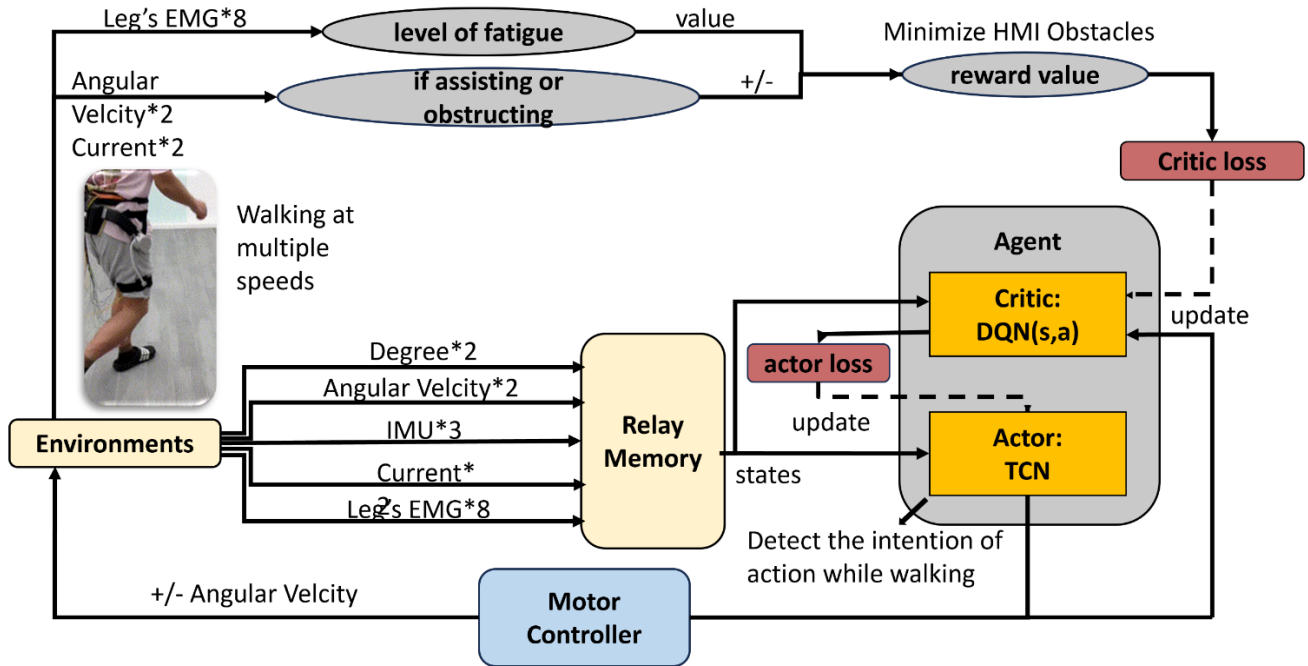 Leg's EMG*8
level of fatigue
value
Minimize HMI Obstacles
Angular
Velcity*2
Current*2
if assisting or
obstructing
+/-
reward value
Critic loss
Walking at
multiple
speeds
Agent
Critic:
DQN(s,a)
update
actor loss
update
Degree*2
Angular Velcity*2
IMU*3
Current*
2
Leg's EMG*8
Environments
Relay
Memory
states
Actor:
TCN
Detect the intention of
action while walking
+/- Angular Velcity
Motor
Controller